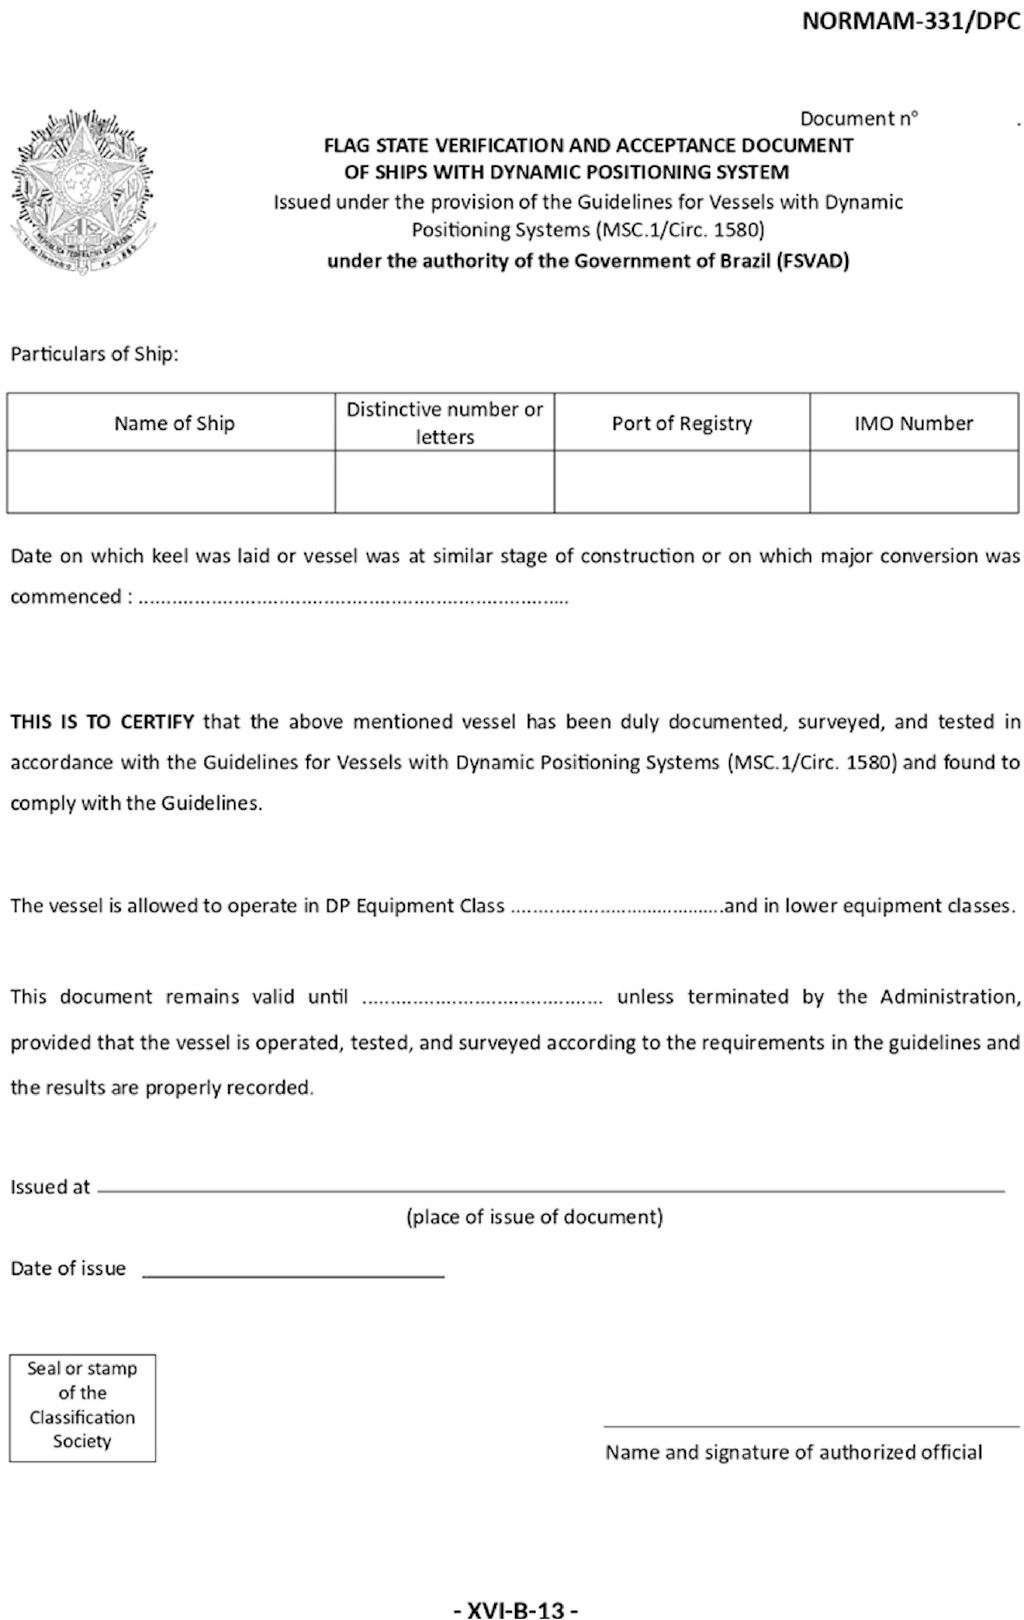 NORMAM-331/DPC
Document n° .
FLAG STATE VERIFICATION AND ACCEPTANCE DOCUMENT
OF SHIPS WITH DYNAMIC POSITIONING SYSTEM
Issued under the provision of the Guidelines for Vessels with Dynamic
Positioning Systems (MSC.1/Circ. 1580)
under the authority of the Government of Brazil (FSVAD)
Particulars of Ship:
Name of Ship
Distinctive number or
letters
Port of Registry
IMO Number
Date on which keel was laid or vessel was at similar stage of construction or on which major conversion was
commenced : ............................................................................
THIS IS TO CERTIFY that the above mentioned vessel has been duly documented, surveyed, and tested in
accordance with the Guidelines for Vessels with Dynamic Positioning Systems (MSC.1/Circ. 1580) and found to
comply with the Guidelines.
The vessel is allowed to operate in DP Equipment Class ......................................and in lower equipment classes.
This document remains valid until ........................................... unless terminated by the Administration,
provided that the vessel is operated, tested, and surveyed according to the requirements in the guidelines and
the results are properly recorded.
Issued at
(place of issue of document)
Date of issue
Seal or stamp
of the
Classification
Society
Name and signature of authorized official
- XVI-B-13 -